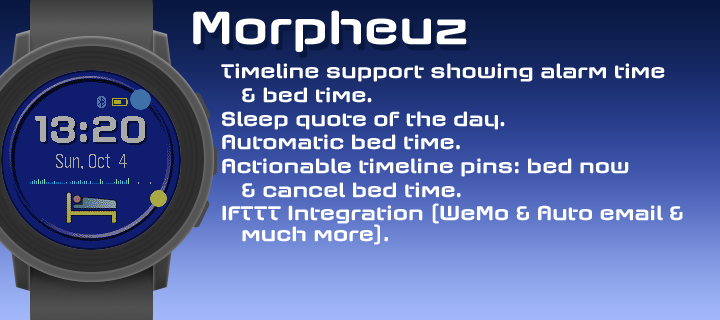 Morpheuz
Timeline support showing alarm time
& bed time.
Sleep quote of the day.
Automatic bed time.
Actionable timeline pins: bed now
& cancel bed time.
IFTTT Integration (WeMo & Auto email &
much more).
13:20
Sun, Oct 4